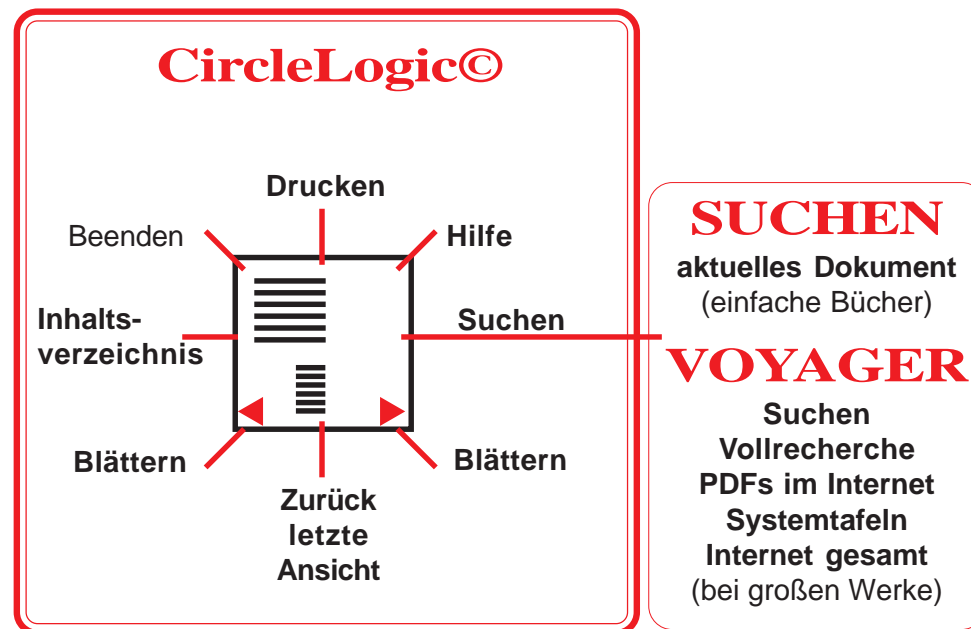 CircleLogic©
Drucken
Beenden
Hilfe
Inhalts-
verzeichnis
Suchen
Blättern
Blättern
Zurück
letzte
Ansicht
SUCHEN
aktuelles Dokument
(einfache Bücher)
VOYAGER
Suchen
Vollrecherche
PDFs im Internet
Systemtafeln
Internet gesamt
(bei großen Werke)